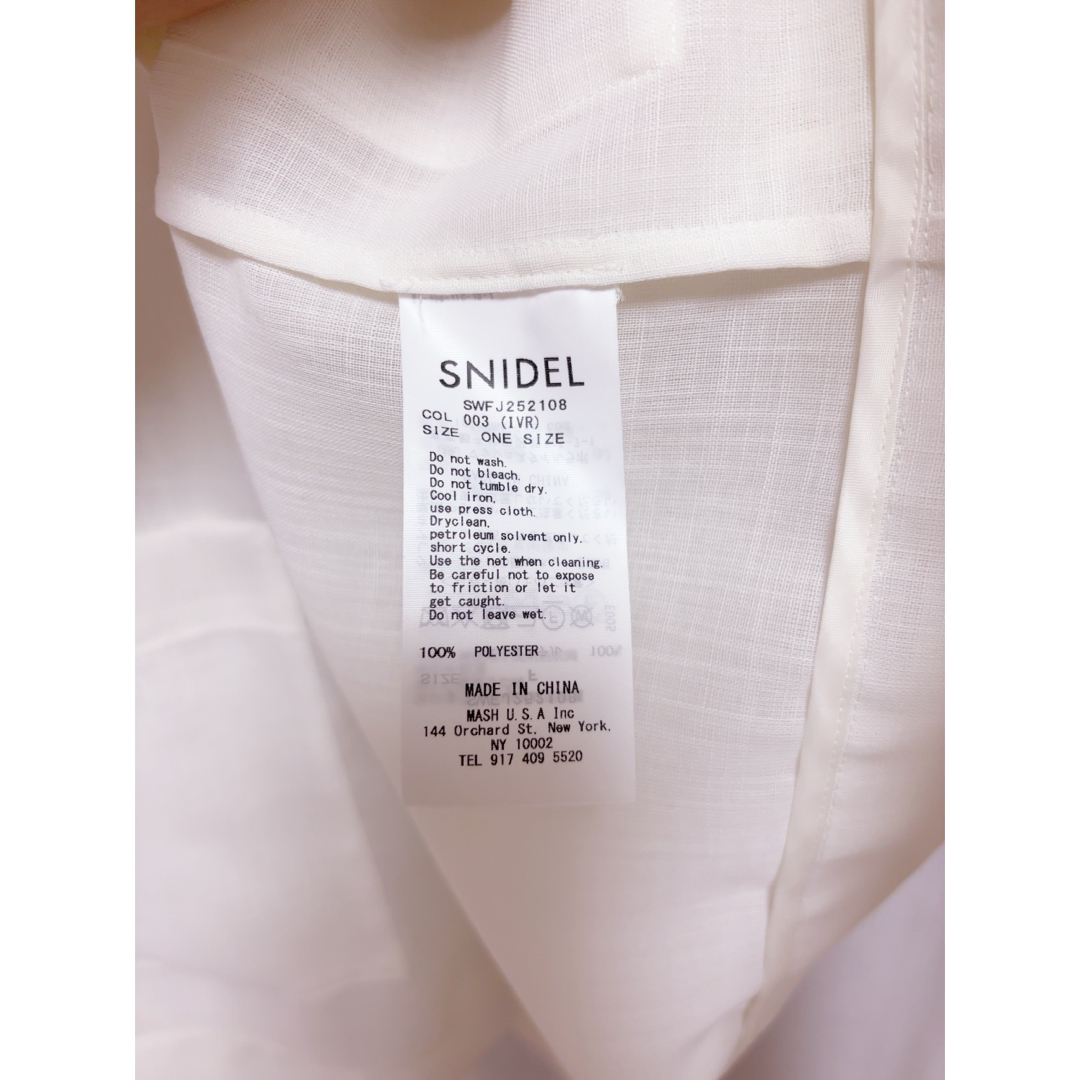 SNIDEL
SWFJ252108
COL 003 (IVR)
SIZE ONE SIZE
Do not wash.
Do not bleach.
Do not tumble dry.
Cool iron,
use press cloth.
Dryclean,
petroleum solvent only,
short cycle.
Use the net when cleaning.
Be careful not to expose
to friction or let it
get caught.
Do not leave wet.
100% POLYESTER
MADE IN CHINA
MASH U.S.A Inc
144 Orchard St. New York,
NY 10002
TEL 917 409 5520